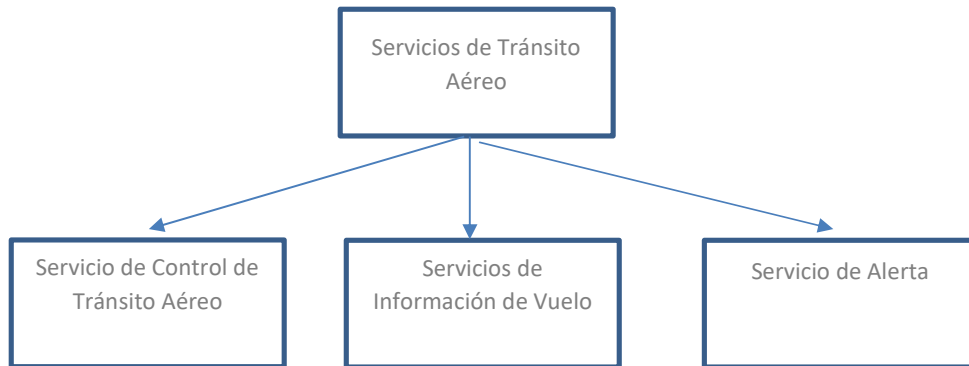 Servicios de Tránsito
Aéreo
Servicio de Control de
Tránsito Aéreo
Servicios de
Información de Vuelo
Servicio de Alerta